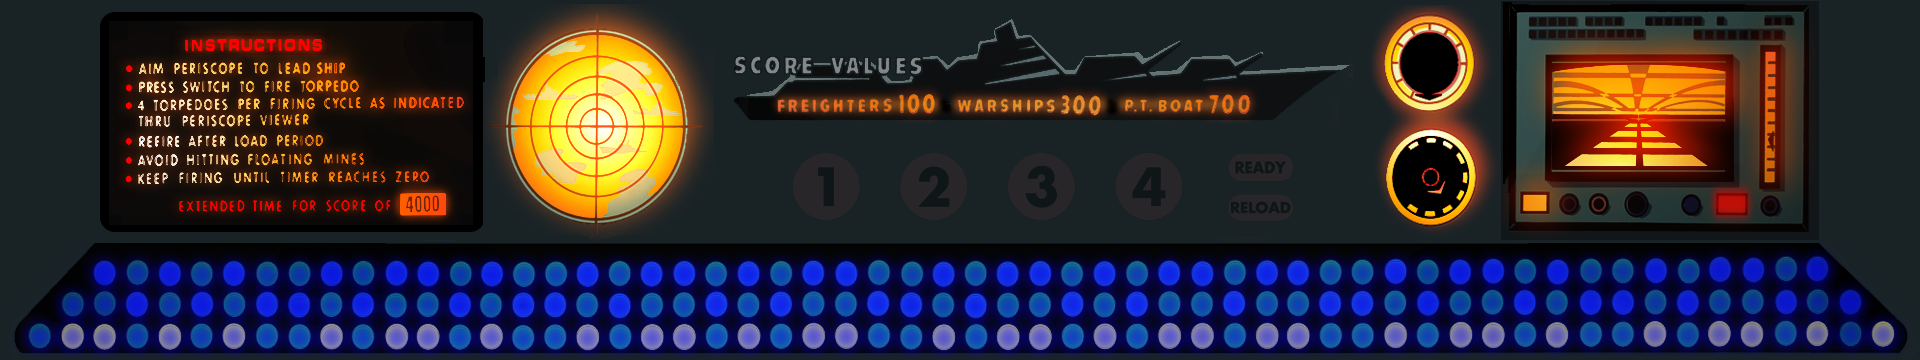 INSTRUCTIONS
• AIM PERISCOPE TO LEAD SHIP
• PRESS SWITCH TO FIRE TORPEDO
• 4 TORPEDOES PER FIRING CYCLE AS INDICATED
THRU PERISCOPE VIEWER
• REFIRE AFTER LOAD PERIOD
• AVOID HITTING FLOATING MINES
• KEEP FIRING UNTIL TIMER REACHES ZERO
EXTENDED TIME FOR SCORE OF 4000
SCORE VALUES
FREIGHTERS 100 WARSHIPS 300 P.T. BOAT 700
1 2 3 4
READY
RELOAD